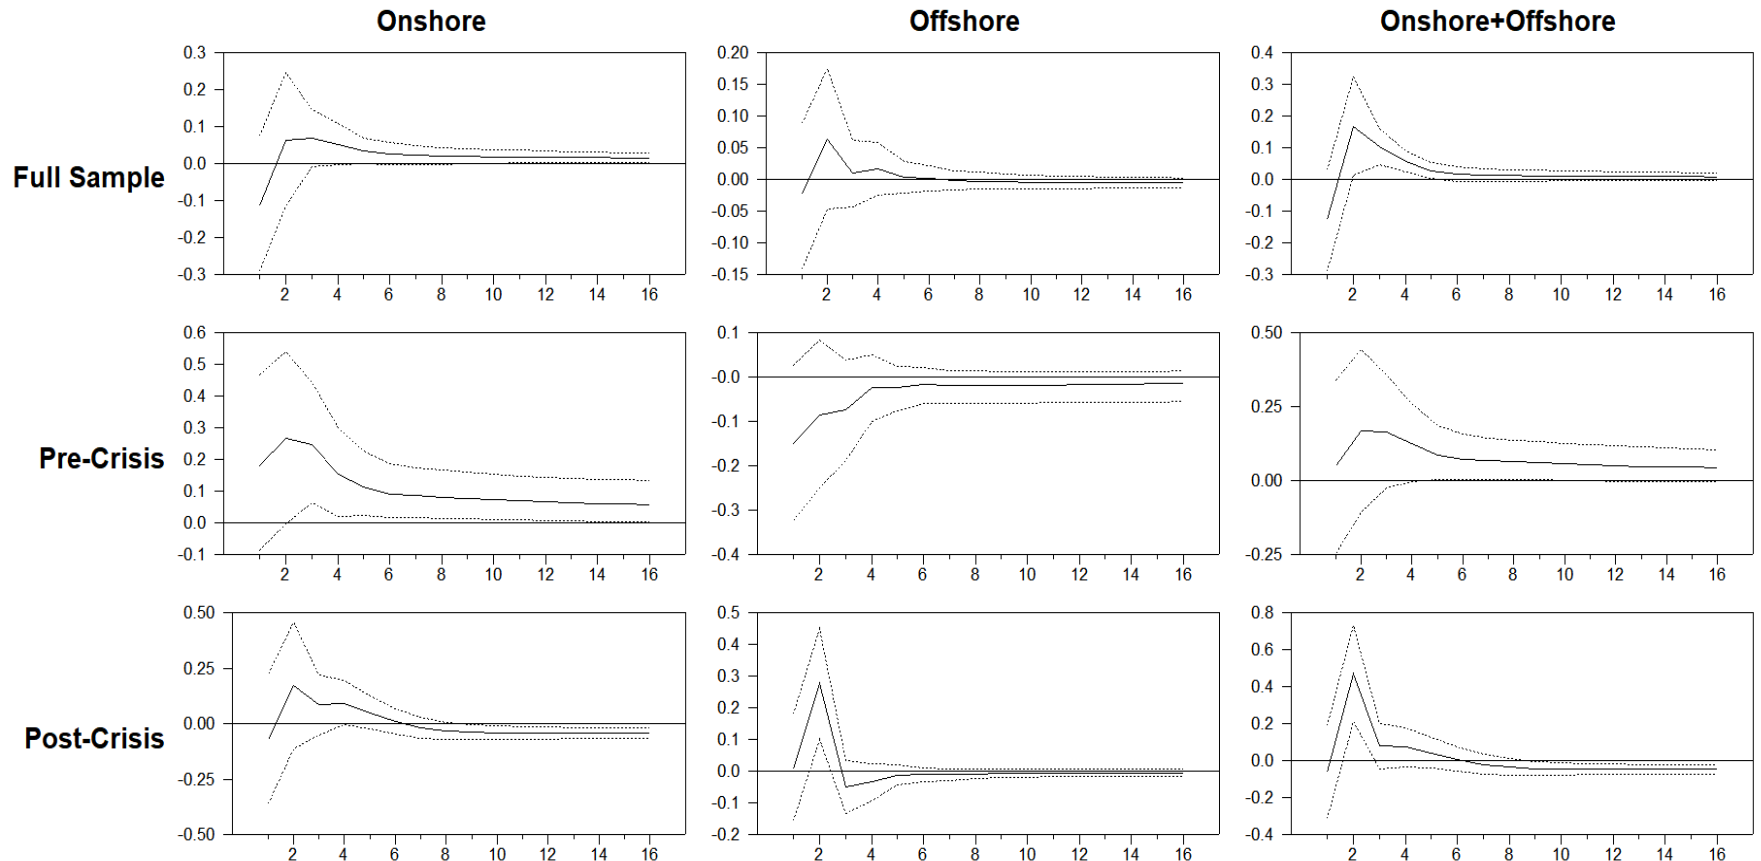 Onshore Offshore Onshore+Offshore
Full Sample
0.3 0.2 0.1 0.0 -0.1 -0.2 -0.3
2 4 6 8 10 12 14 16
0.20 0.15 0.10 0.05 0.00 -0.05 -0.10 -0.15
2 4 6 8 10 12 14 16
0.4 0.3 0.2 0.1 0.0 -0.1 -0.2 -0.3
2 4 6 8 10 12 14 16
Pre-Crisis
0.6 0.5 0.4 0.3 0.2 0.1 0.0 -0.1
2 4 6 8 10 12 14 16
0.1 -0.0 -0.1 -0.2 -0.3 -0.4
2 4 6 8 10 12 14 16
0.50 0.25 0.00 -0.25
2 4 6 8 10 12 14 16
Post-Crisis
0.50 0.25 0.00 -0.25 -0.50
2 4 6 8 10 12 14 16
0.5 0.4 0.3 0.2 0.1 0.0 -0.1 -0.2
2 4 6 8 10 12 14 16
0.8 0.6 0.4 0.2 0.0 -0.2 -0.4
2 4 6 8 10 12 14 16